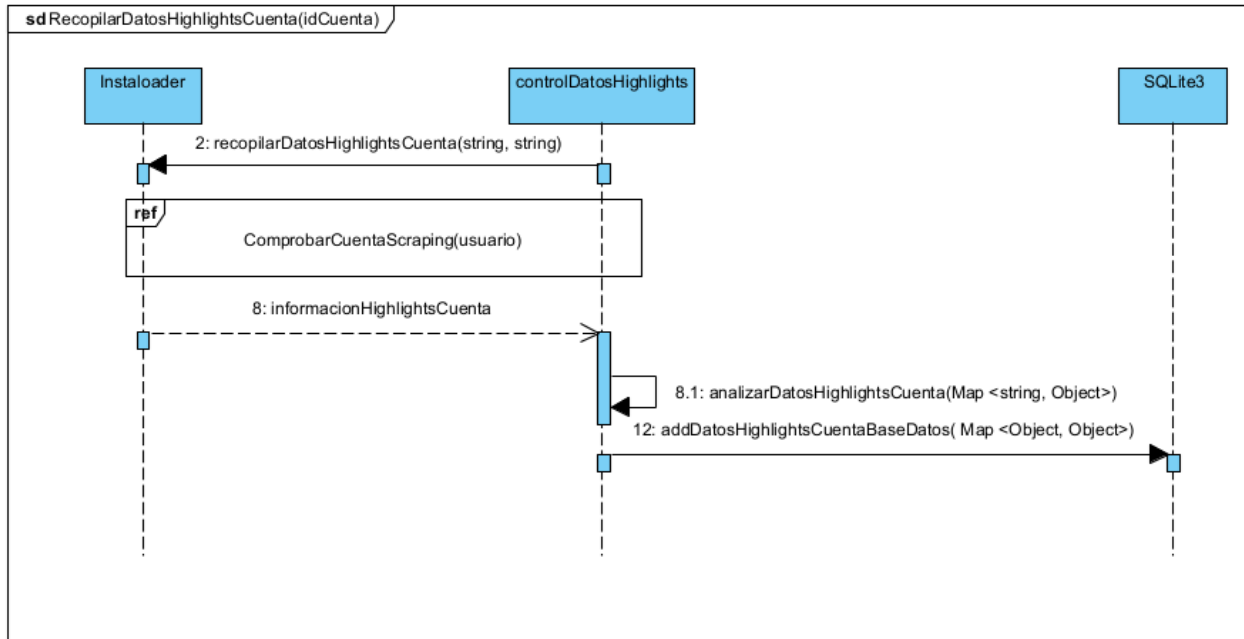 sd RecopilarDatosHighlightsCuenta(idCuenta)
Instaloader
controlDatosHighlights
SQLite3
2: recopilarDatosHighlightsCuenta(string, string)
ref
ComprobarCuentaScraping(usuario)
8: informacionHighlightsCuenta
8.1: analizarDatosHighlightsCuenta(Map <string, Object>)
12: addDatosHighlightsCuentaBaseDatos( Map <Object, Object>)